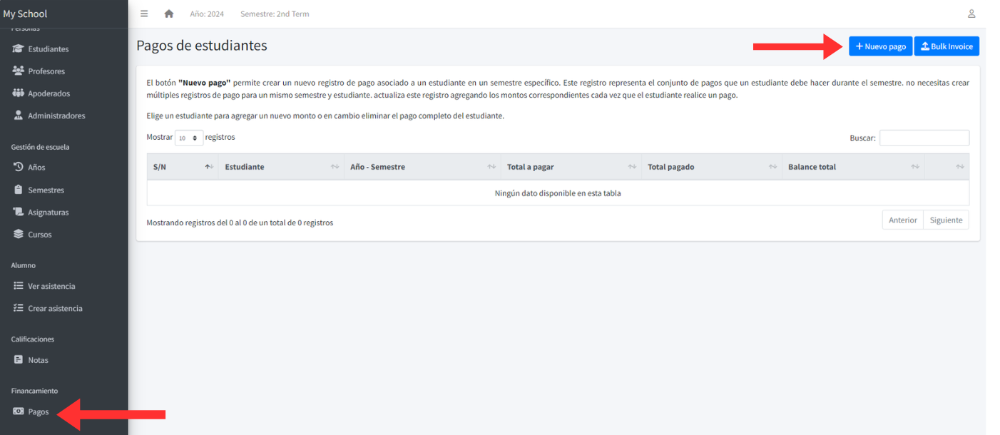 My School
Año: 2024
Semestre: 2nd Term
Personas
Estudiantes
Profesores
Apoderados
Administradores
Gestión de escuela
Años
Semestres
Asignaturas
Cursos
Alumno
Ver asistencia
Crear asistencia
Calificaciones
Notas
Financamiento
Pagos
Pagos de estudiantes
Nuevo pago
Bulk Invoice
El botón "Nuevo pago" permite crear un nuevo registro de pago asociado a un estudiante en un semestre específico. Este registro representa el conjunto de pagos que un estudiante debe hacer durante el semestre. no necesitas crear
múltiples registros de pago para un mismo semestre y estudiante. actualiza este registro agregando los montos correspondientes cada vez que el estudiante realice un pago.
Elige un estudiante para agregar un nuevo monto o en cambio eliminar el pago completo del estudiante.
Mostrar 10 registros
Buscar:
S/N Estudiante Año - Semestre Total a pagar Total pagado Balance total
Ningún dato disponible en esta tabla
Mostrando registros del 0 al 0 de un total de 0 registros
Anterior Siguiente